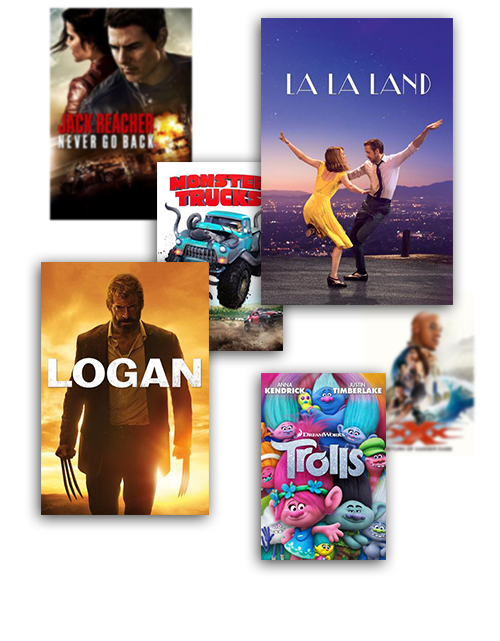 JACK REACHER
NEVER GO BACK
LA LA LAND
MONSTER
TRUCKS
LOGAN
ANNA
KENDRICK
JUSTIN
TIMBERLAKE
DREAMWORKS
Trolls
xXx